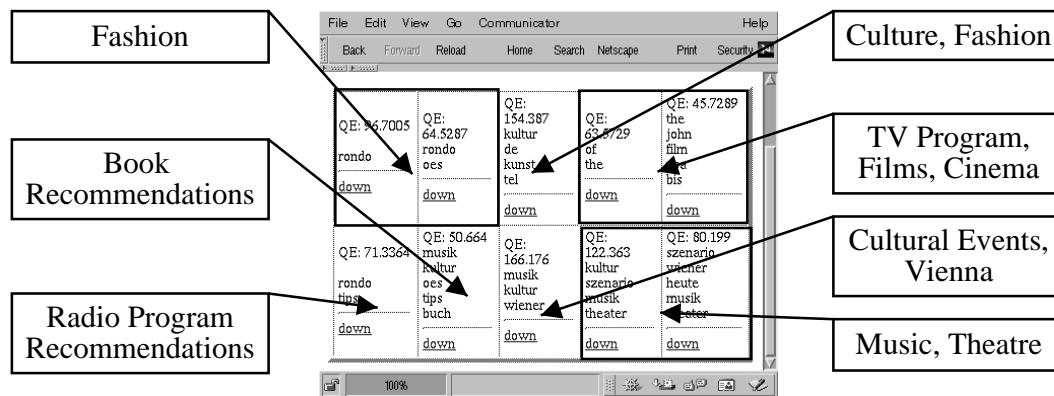 Fashion
Book
Recommendations
Radio Program
Recommendations
File Edit View Go Communicator Help
Back Forward Reload Home Search Netscape Print Security
QE: 96.7005
rondo
down
QE:
64.5287
rondo
oes
down
QE:
154.387
kultur
de
kunst
tel
down
QE:
63.5729
of
the
down
QE: 45.7289
the
john
film
bis
down
QE: 71.3364
rondo
tips
down
QE: 50.664
musik
kultur
oes
tips
buch
down
QE:
166.176
musik
kultur
wiener
down
QE:
122.363
kultur
szenario
musik
theater
down
QE: 80.199
szenario
wiener
heute
musik
theater
down
100%
Culture, Fashion
TV Program,
Films, Cinema
Cultural Events,
Vienna
Music, Theatre